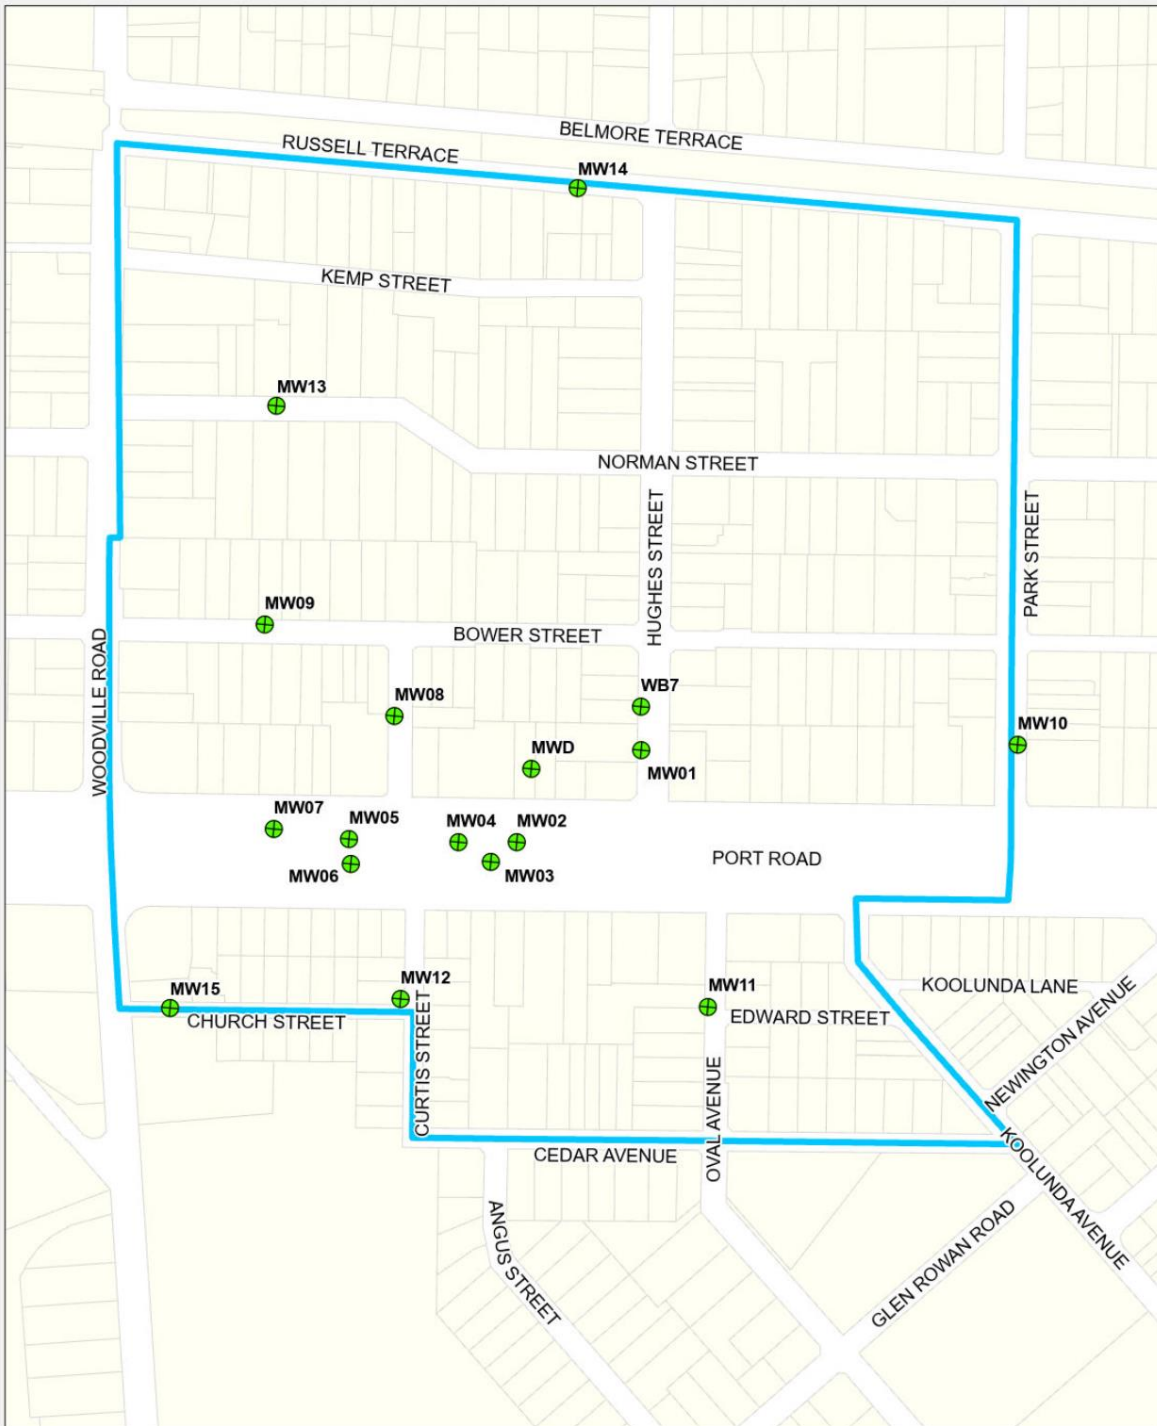 BELMORE TERRACE
RUSSELL TERRACE
MW14
KEMP STREET
MW13
NORMAN STREET
HUGHES STREET
PARK STREET
MW09
BOWER STREET
WOODVILLE ROAD
MW08
WB7
MW10
MWD
MW01
MW07
MW05
MW04
MW02
PORT ROAD
MW06
MW03
MW12
MW15
MW11
KOOLUNDA LANE
CHURCH STREET
EDWARD STREET
NEWINGTON AVENUE
CURTIS STREET
OVAL AVENUE
CEDAR AVENUE
KOOLUNDA AVENUE
ANGUS STREET
GLEN ROWAN ROAD